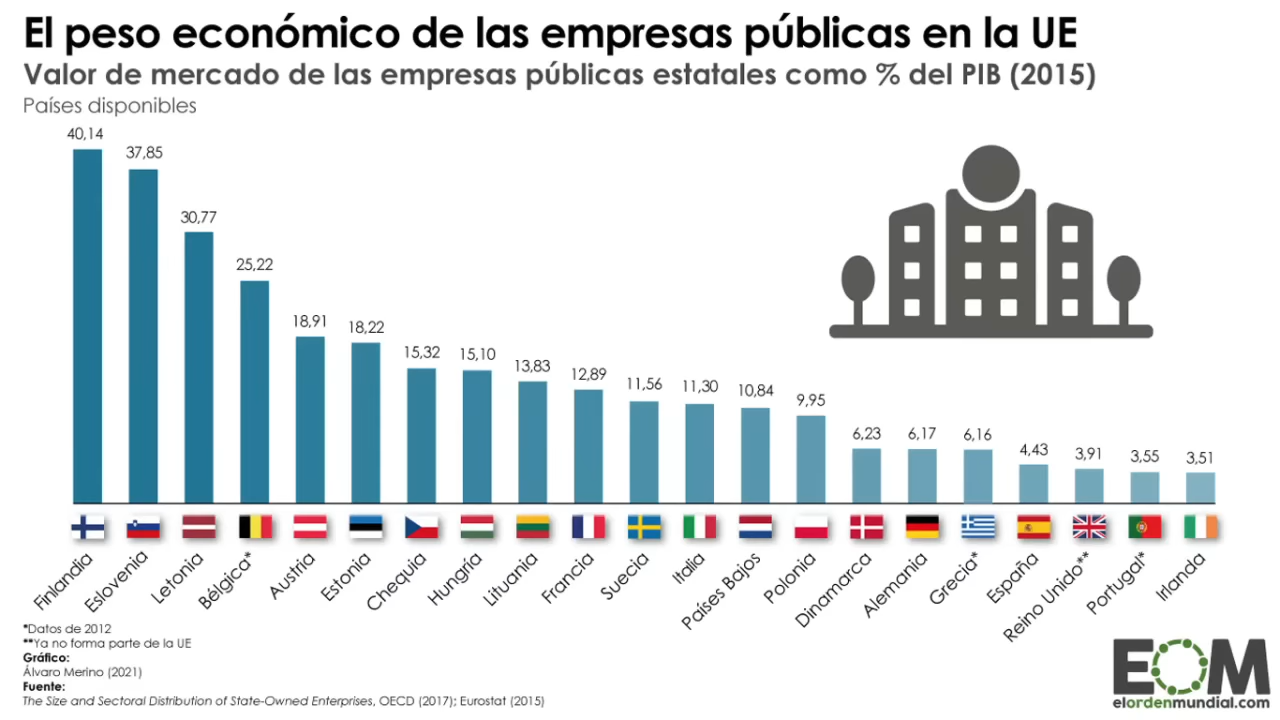 El peso económico de las empresas públicas en la UE
Valor de mercado de las empresas públicas estatales como % del PIB (2015)
Países disponibles
40,14
37,85
30,77
25,22
18,91
18,22
15,32
15,10
13,83
12,89
11,56
11,30
10,84
9,95
6,23
6,17
6,16
4,43
3,91
3,55
3,51
Finlandia
Eslovenia
Letonia
Bélgica*
Austria
Estonia
Chequia
Hungría
Lituania
Francia
Suecia
Italia
Países Bajos
Polonia
Dinamarca
Alemania
Grecia*
España
Reino Unido**
Portugal*
Irlanda
*Datos de 2012
**Ya no forma parte de la UE
Gráfico:
Álvaro Merino (2021)
Fuente:
The Size and Sectoral Distribution of State-Owned Enterprises, OECD (2017); Eurostat (2015)
EOM
elordenmundial.com